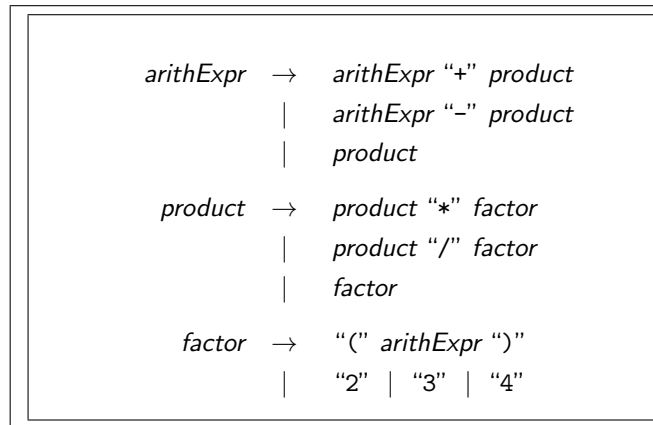 arithExpr → arithExpr “+” product
| arithExpr “-” product
| product
product → product “*” factor
| product “/” factor
| factor
factor → “(” arithExpr “)”
| “2” | “3” | “4”